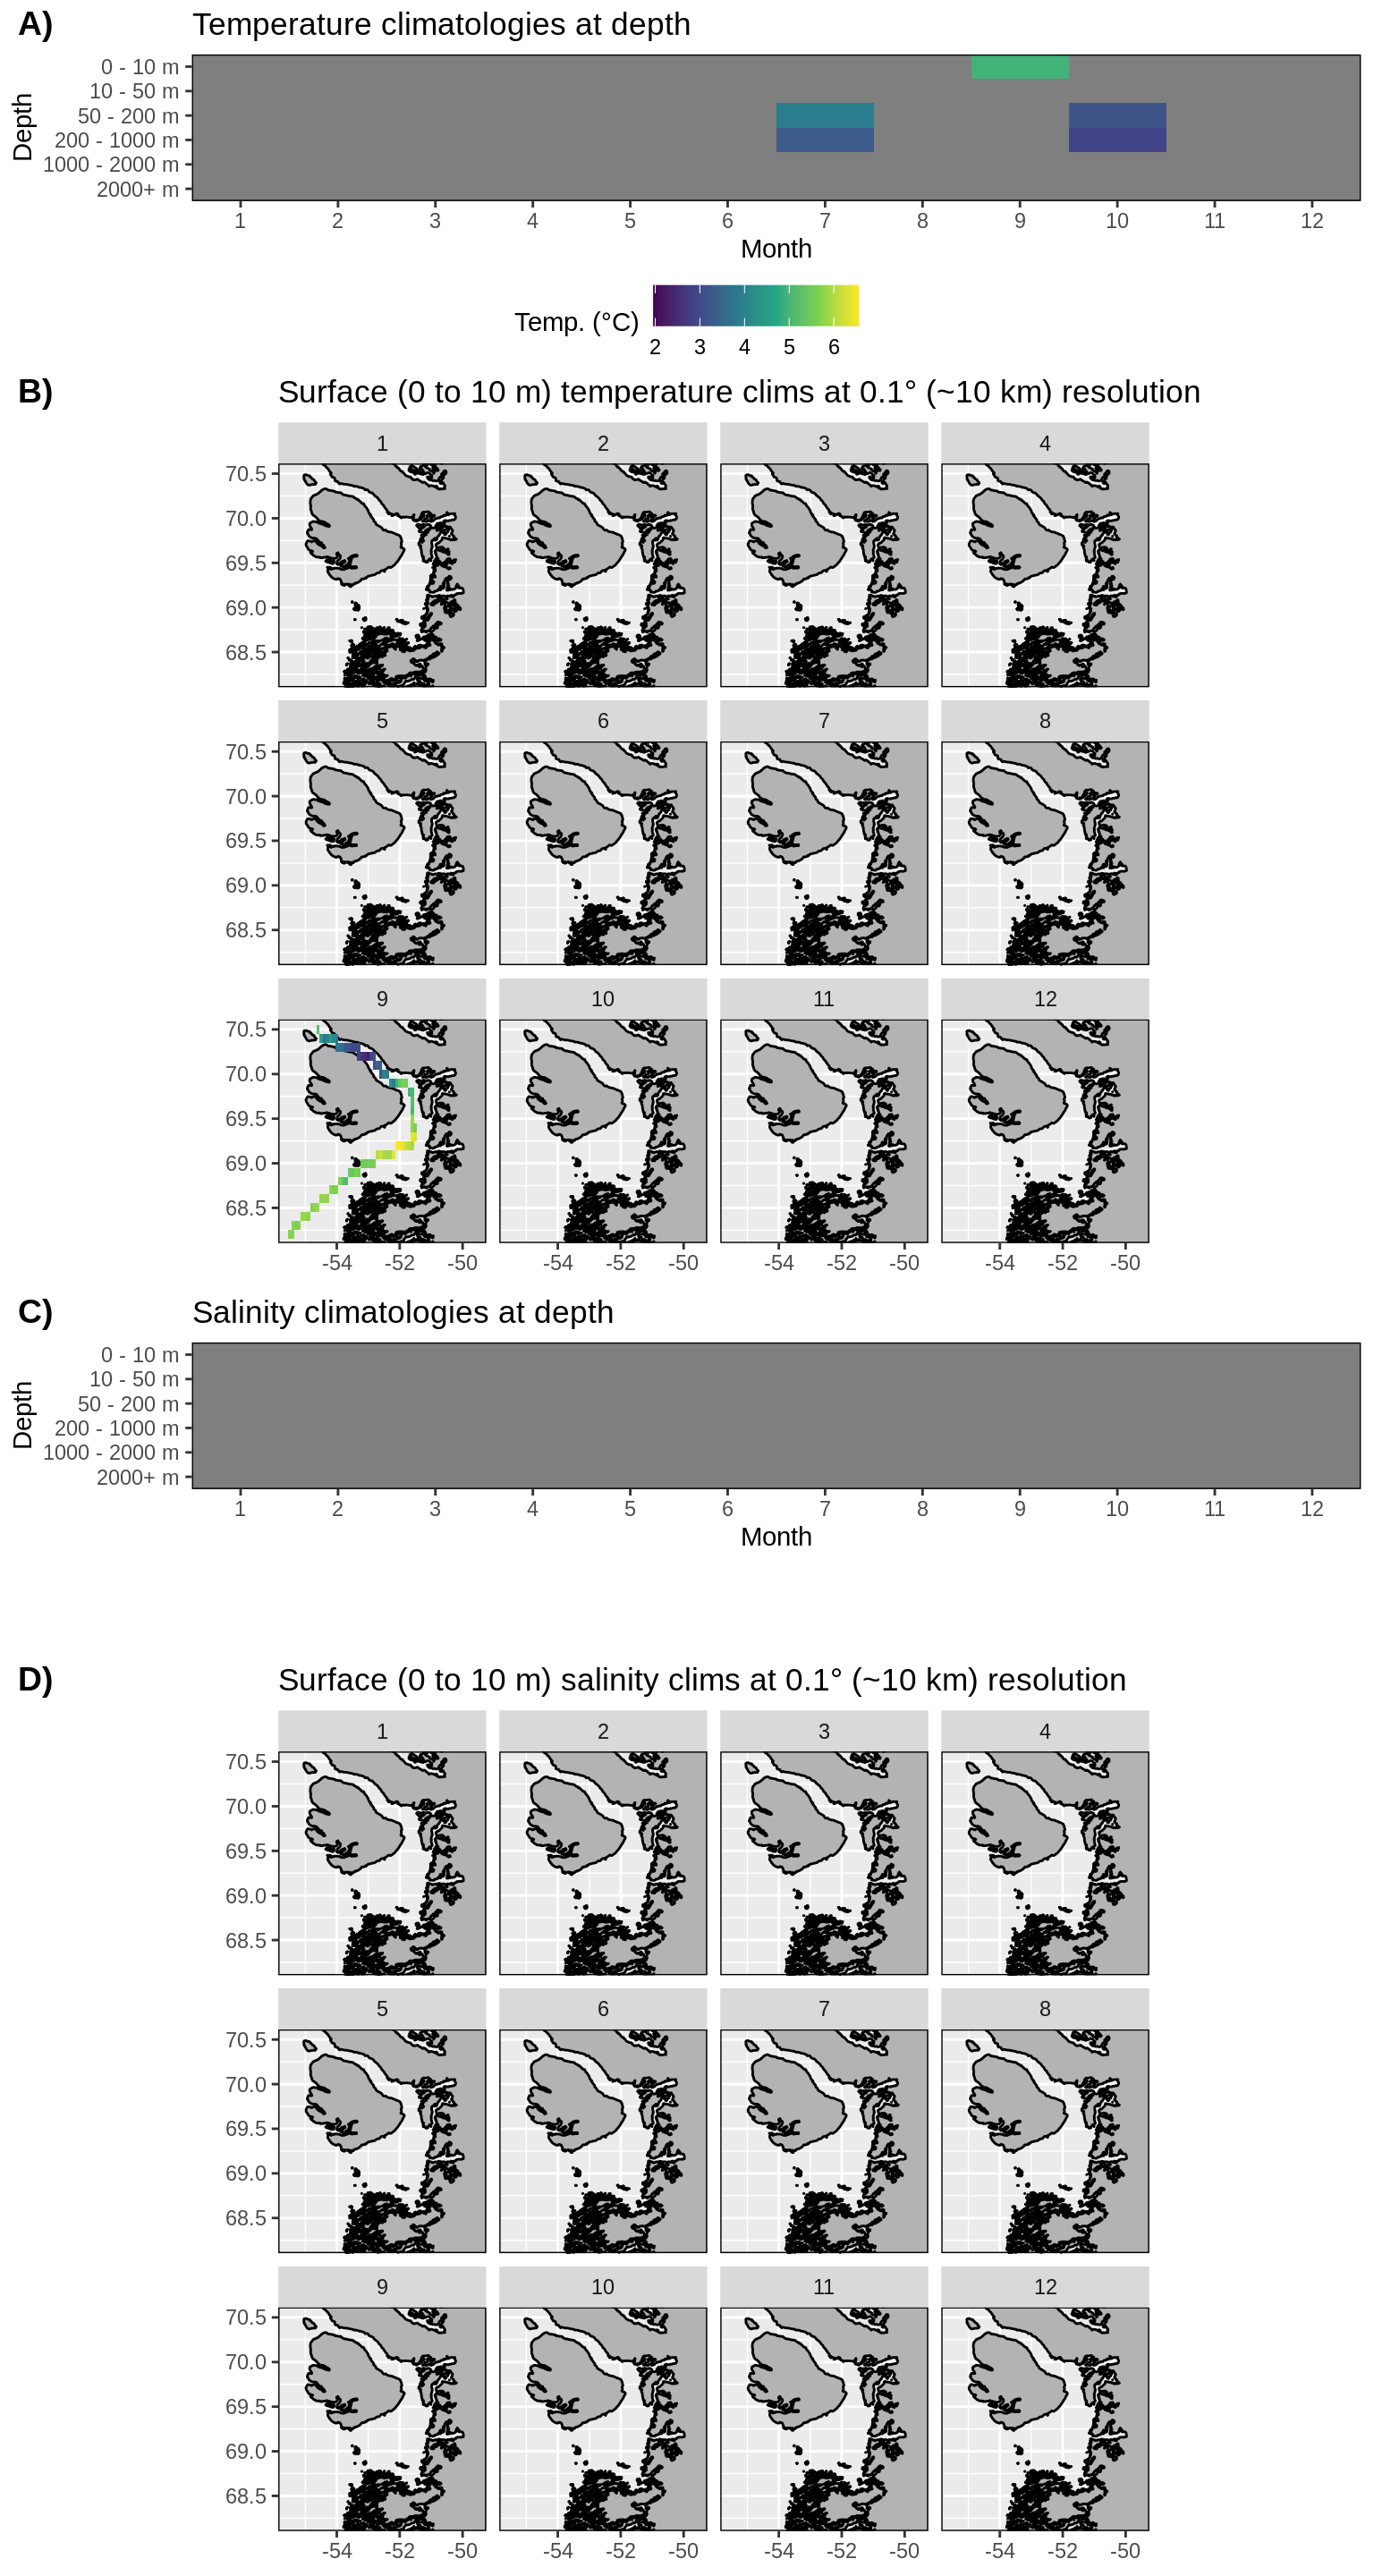 A) Temperature climatologies at depth
0 - 10 m
10 - 50 m
50 - 200 m
200 - 1000 m
1000 - 2000 m
2000+ m
Depth
1 2 3 4 5 6 7 8 9 10 11 12
Month
Temp. (°C)
2 3 4 5 6
B) Surface (0 to 10 m) temperature clims at 0.1° (~10 km) resolution
1 2 3 4
70.5
70.0
69.5
69.0
68.5
5 6 7 8
70.5
70.0
69.5
69.0
68.5
9 10 11 12
70.5
70.0
69.5
69.0
68.5
-54 -52 -50 -54 -52 -50 -54 -52 -50 -54 -52 -50
C) Salinity climatologies at depth
0 - 10 m
10 - 50 m
50 - 200 m
200 - 1000 m
1000 - 2000 m
2000+ m
Depth
1 2 3 4 5 6 7 8 9 10 11 12
Month
D) Surface (0 to 10 m) salinity clims at 0.1° (~10 km) resolution
1 2 3 4
70.5
70.0
69.5
69.0
68.5
5 6 7 8
70.5
70.0
69.5
69.0
68.5
9 10 11 12
70.5
70.0
69.5
69.0
68.5
-54 -52 -50 -54 -52 -50 -54 -52 -50 -54 -52 -50